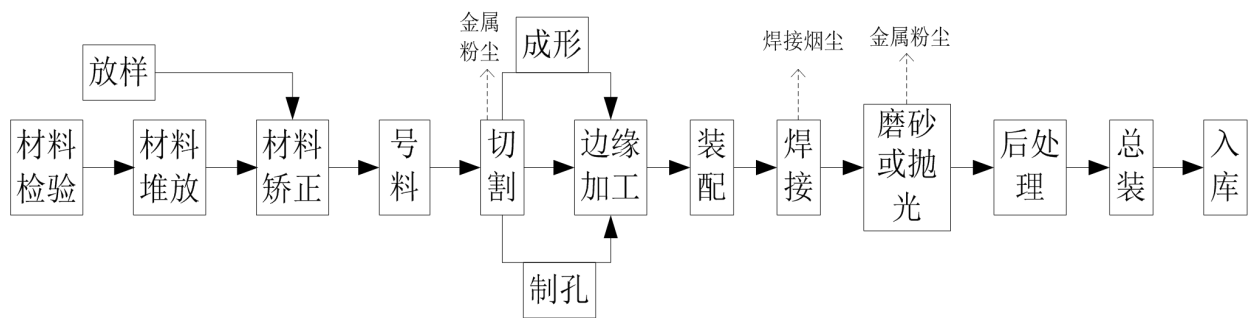 金属
粉尘
成形
焊接烟尘
金属粉尘
放样
材料
检验
材料
堆放
材料
矫正
号
料
切
割
边缘
加工
装
配
焊
接
磨砂
或抛
光
后处
理
总
装
入
库
制孔